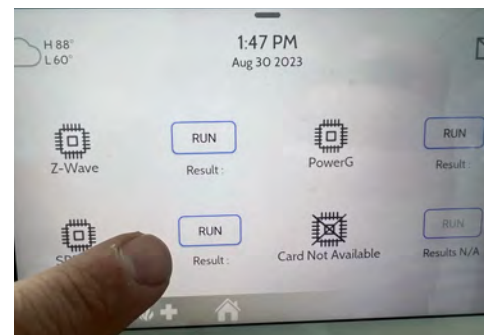 H 88°
L 60°
1:47 PM
Aug 30 2023
Z-Wave
RUN
Result :
PowerG
RUN
Result :
RUN
Result :
Card Not Available
RUN
Results N/A